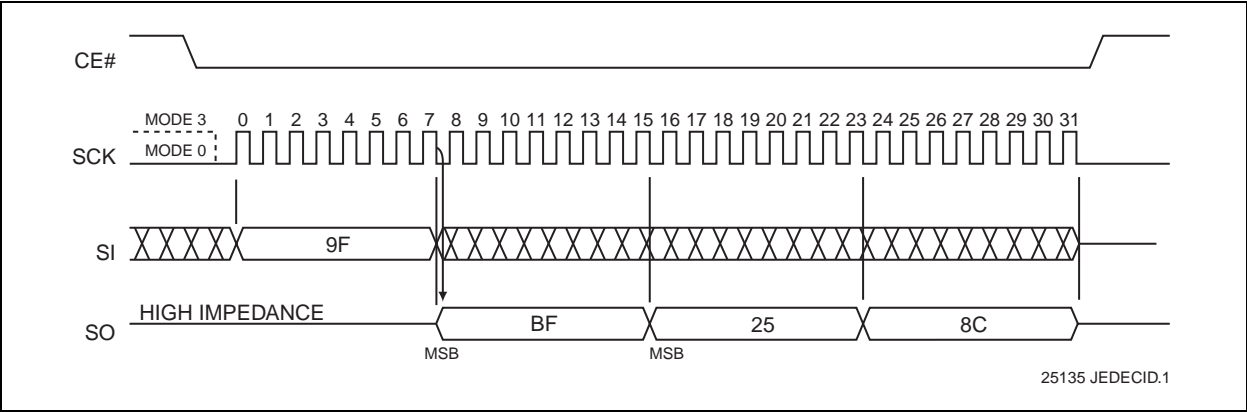 CE#
MODE 3
0 1 2 3 4 5 6 7 8 9 10 11 12 13 14 15 16 17 18 19 20 21 22 23 24 25 26 27 28 29 30 31
SCK
MODE 0
SI
9F
HIGH IMPEDANCE
SO
BF
25
8C
MSB
MSB
25135 JEDECID.1